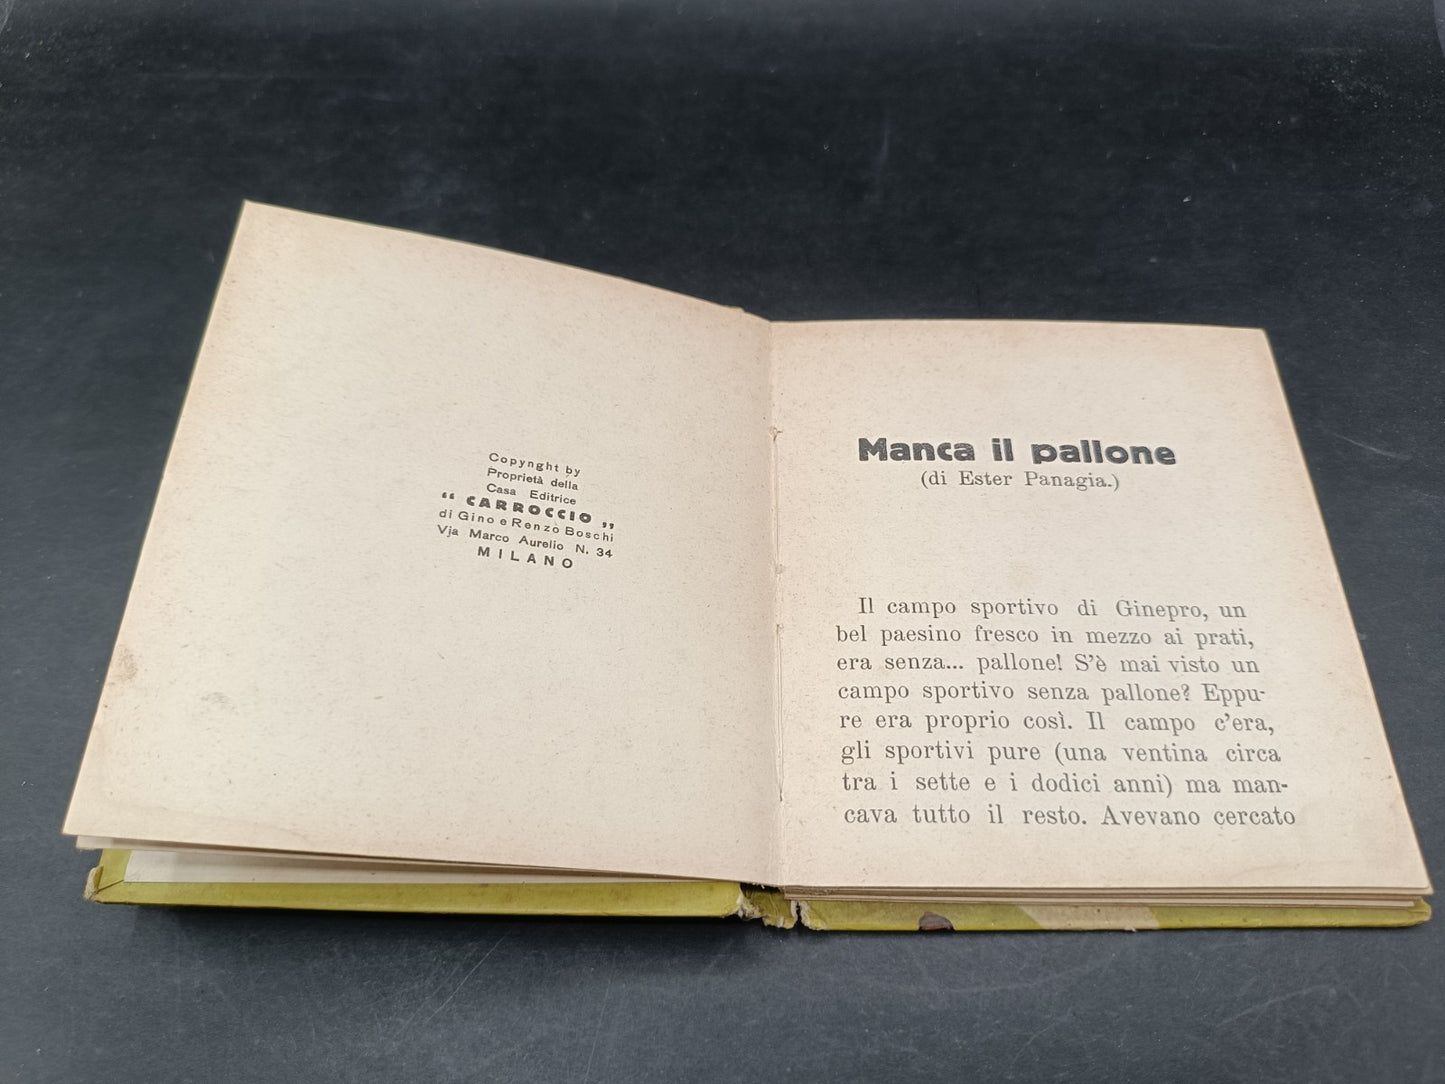 Copynght by
Proprietà della
Casa Editrice
“ CARROCCIO „
di Gino e Renzo Boschi
Vja Marco Aurelio N. 34
MILANO
Manca il pallone
(di Ester Panagia.)
Il campo sportivo di Ginepro, un
bel paesino fresco in mezzo ai prati,
era senza... pallone! S'è mai visto un
campo sportivo senza pallone? Eppu-
re era proprio così. Il campo c'era,
gli sportivi pure (una ventina circa
tra i sette e i dodici anni) ma man-
cava tutto il resto. Avevano cercato